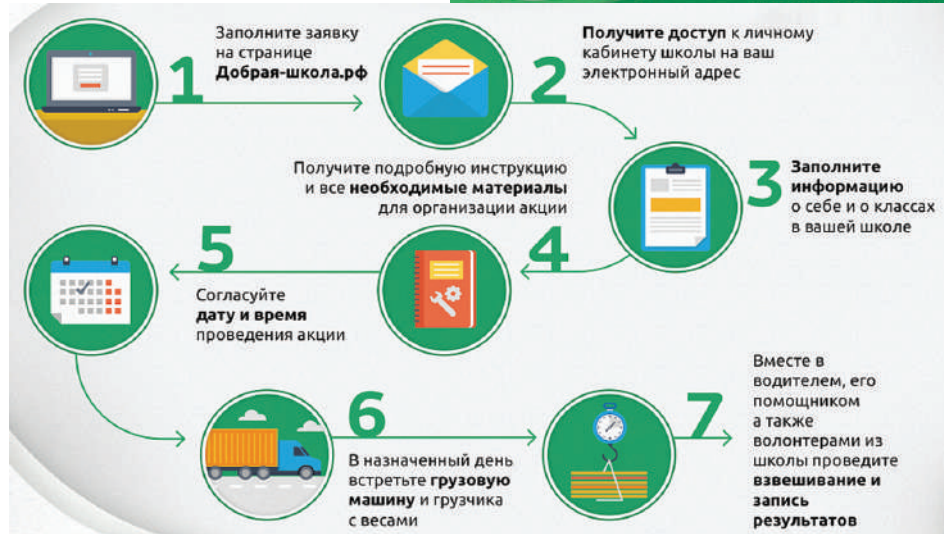 1
Заполните заявку
на странице
Добрая-школа.рф
2
Получите доступ к личному
кабинету школы на ваш
электронный адрес
3
Заполните
информацию
о себе и о классах
в вашей школе
4
Получите подробную инструкцию
и все необходимые материалы
для организации акции
5
Согласуйте
дату и время
проведения акции
6
В назначенный день
встретьте грузовую
машину и грузчика
с весами
7
Вместе в
водителем, его
помощником
а также
волонтерами из
школы проведите
взвешивание и
запись
результатов